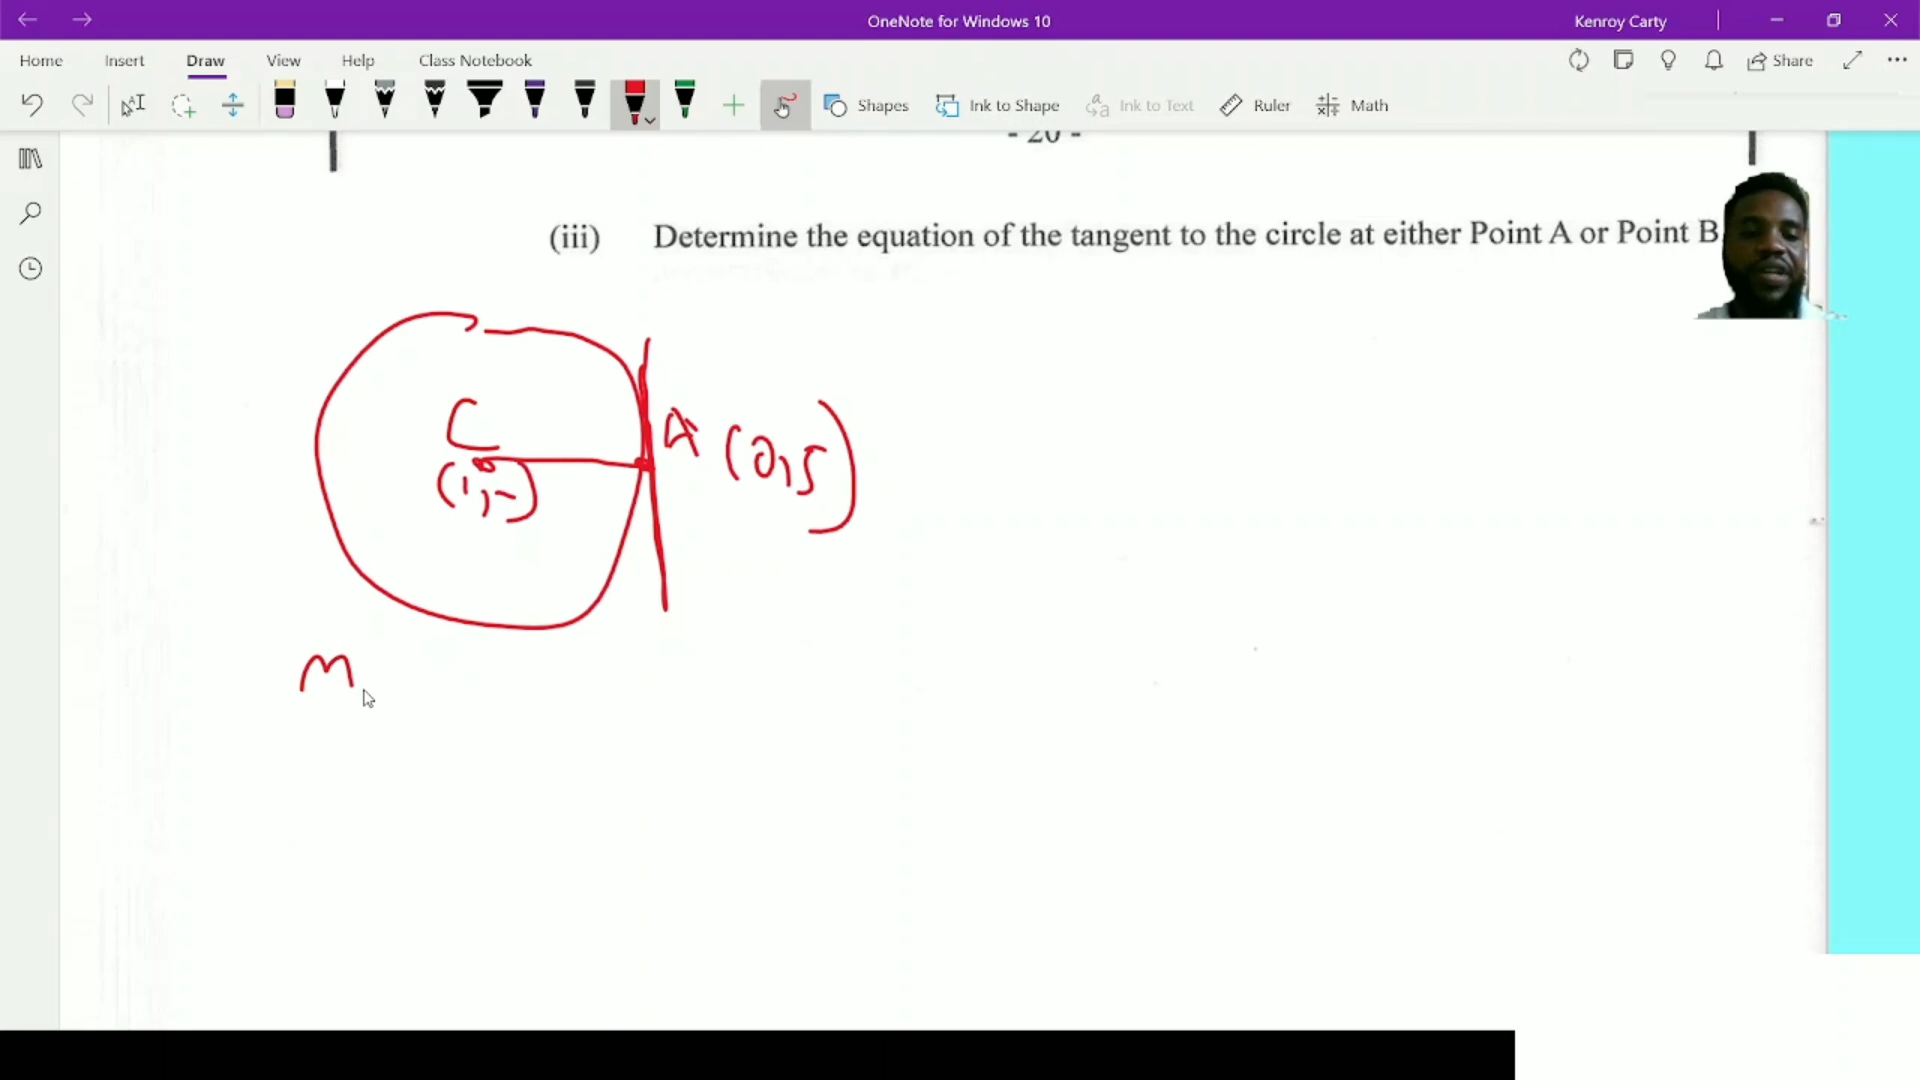 OneNote for Windows 10
Kenroy Carty
Home Insert Draw View Help Class Notebook
Share
Shapes Ink to Shape Ink to Text Ruler Math
- 20 -
(iii) Determine the equation of the tangent to the circle at either Point A or Point B
C
A (0,5)
(1,-)
M